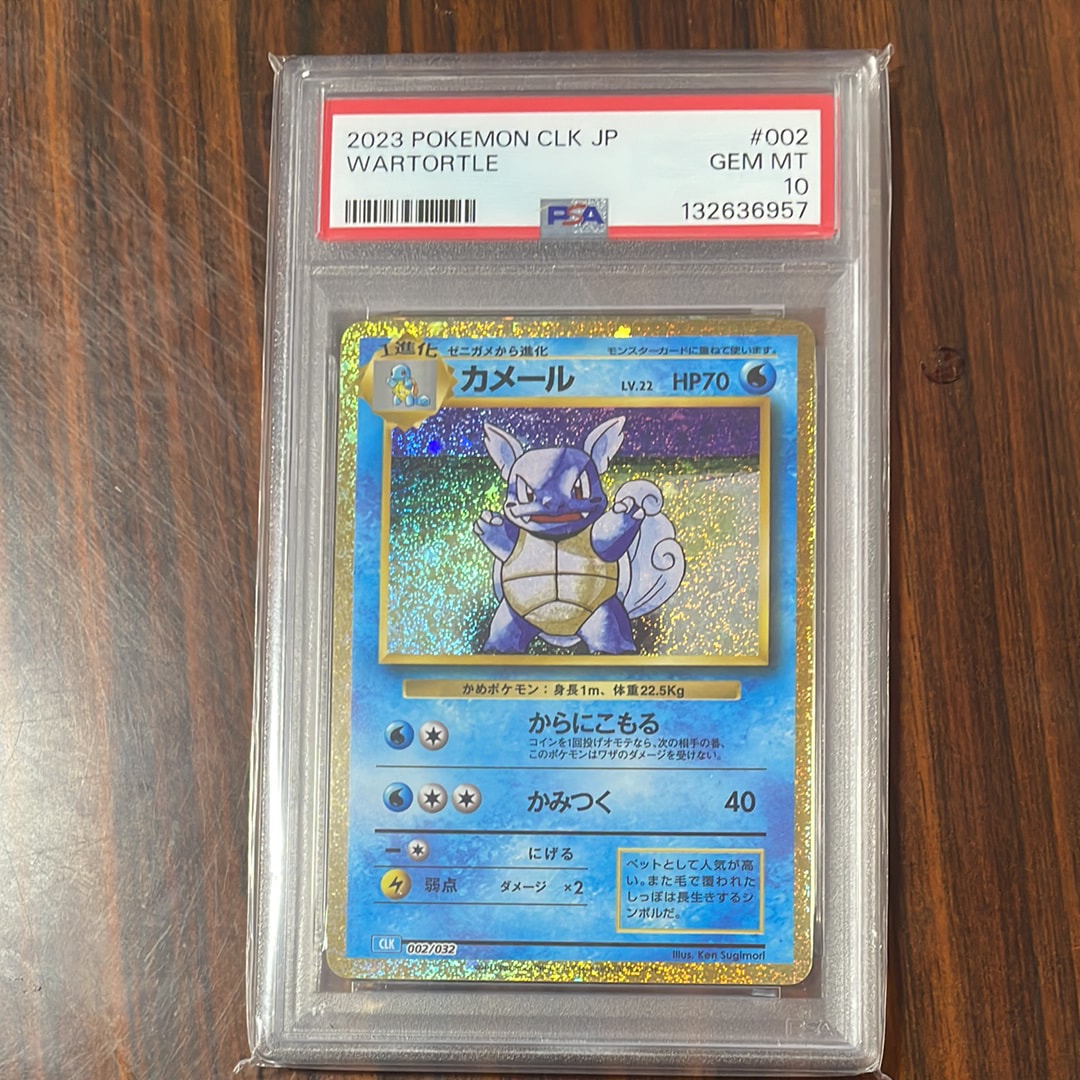 2023 POKEMON CLK JP #002
WARTORTLE GEM MT
10
PSA 132636957
1進化 ゼニガメから進化 モンスターカードに重ねて使います。
カメール LV.22 HP70
かめポケモン：身長1m、体重22.5Kg
からにこもる
コインを1回投げオモテなら、次の相手の番、
このポケモンはワザのダメージを受けない。
かみつく 40
にげる
弱点 ダメージ ×2
ペットとして人気が高
い。また毛で覆われた
しっぽは長生きするシ
ンボルだ。
CLK 002/032
Illus. Ken Sugimori
PSA